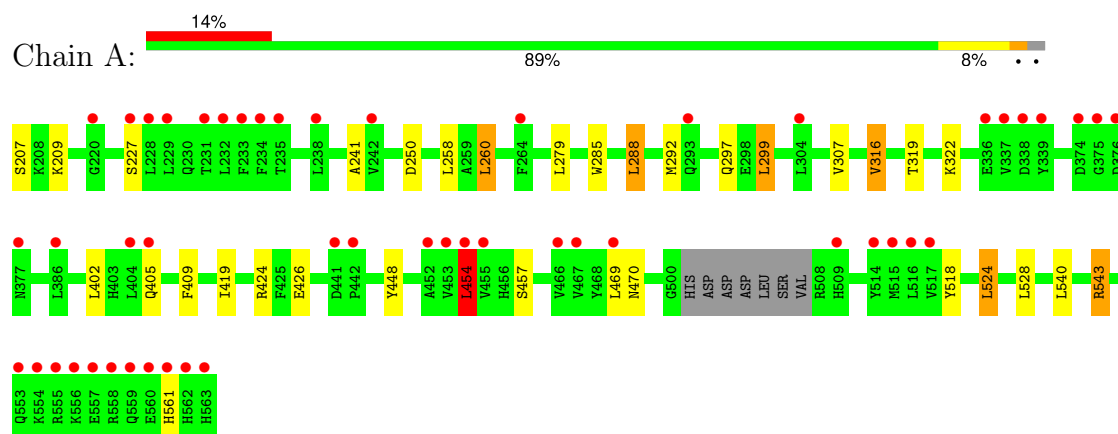 14%
Chain A:
89% 8% • •
S207 K208 K209 G220 S227 L228 L229 Q230 T231 L232 F233 F234 T235 L238 A241 V242 D250 L258 A259 L260 F264 L279 W285 L288 M292 Q293 Q297 E298 L299 L304 V307 V316 T319 K322 E336 V337 D338 Y339 D374 G375 D376
N377 L386 L402 H403 L404 Q405 F409 I419 R424 F425 E426 D441 P442 Y448 A452 V453 L454 V455 H456 S457 V466 V467 Y468 L469 N470 G500 HIS ASP ASP ASP LEU SER VAL R508 H509 Y514 M515 L516 V517 Y518 L524 L528 L540 R543
Q553 K554 R555 K556 E557 R558 Q559 E560 H561 H562 H563